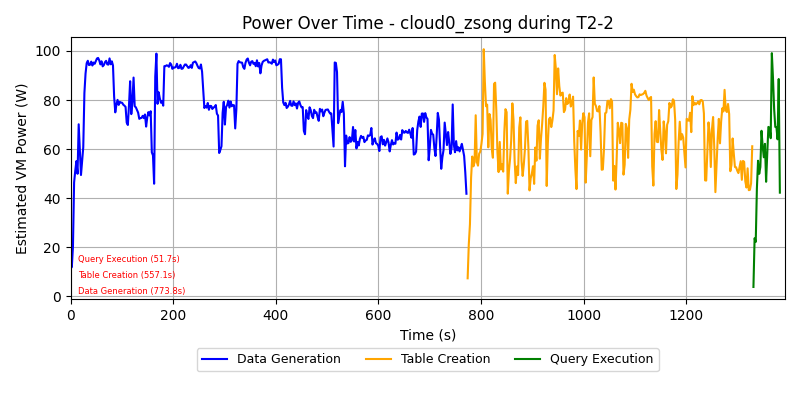 Power Over Time - cloud0_zsong during T2-2
Estimated VM Power (W)
100
80
60
40
20
0
Query Execution (51.7s)
Table Creation (557.1s)
Data Generation (773.8s)
0 200 400 600 800 1000 1200
Time (s)
Data Generation Table Creation Query Execution